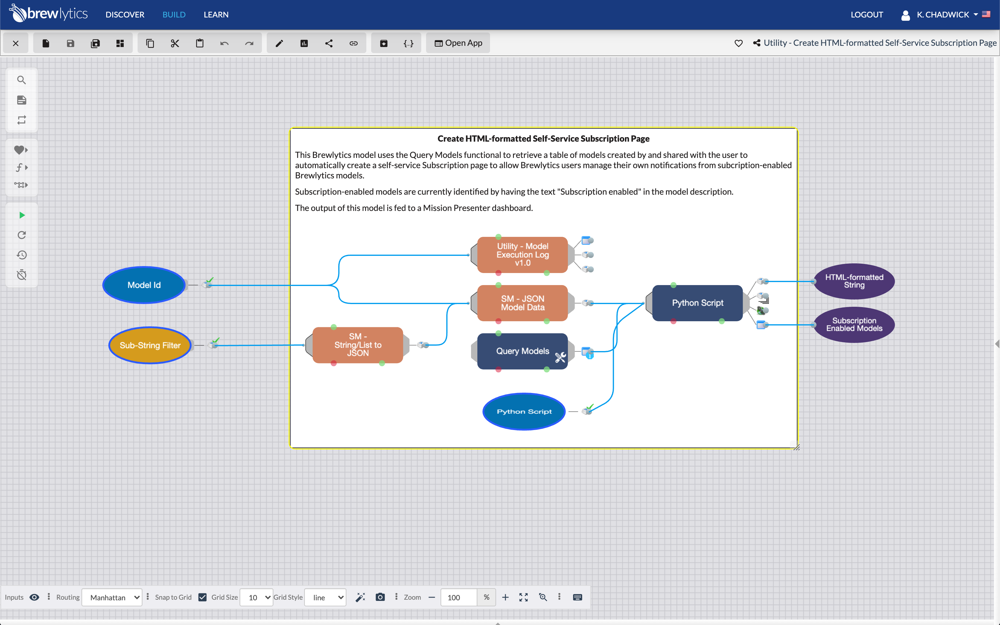 brewlytics DISCOVER BUILD LEARN LOGOUT K. CHADWICK
{...} Open App Utility - Create HTML-formatted Self-Service Subscription Page
Create HTML-formatted Self-Service Subscription Page
This Brewlytics model uses the Query Models functional to retrieve a table of models created by and shared with the user to
automatically create a self-service Subscription page to allow Brewlytics users manage their own notifications from subcription-enabled
Brewlytics models.
Subscription-enabled models are currently identified by having the text "Subscription enabled" in the model description.
The output of this model is fed to a Mission Presenter dashboard.
Utility - Model
Execution Log
v1.0
Model Id
SM - JSON
Model Data
Python Script
HTML-formatted
String
Sub-String Filter
SM -
String/List to
JSON
Query Models
1
Subscription
Enabled Models
Python Script
Inputs Routing Manhattan Snap to Grid Grid Size 10 Grid Style line Zoom 100 %